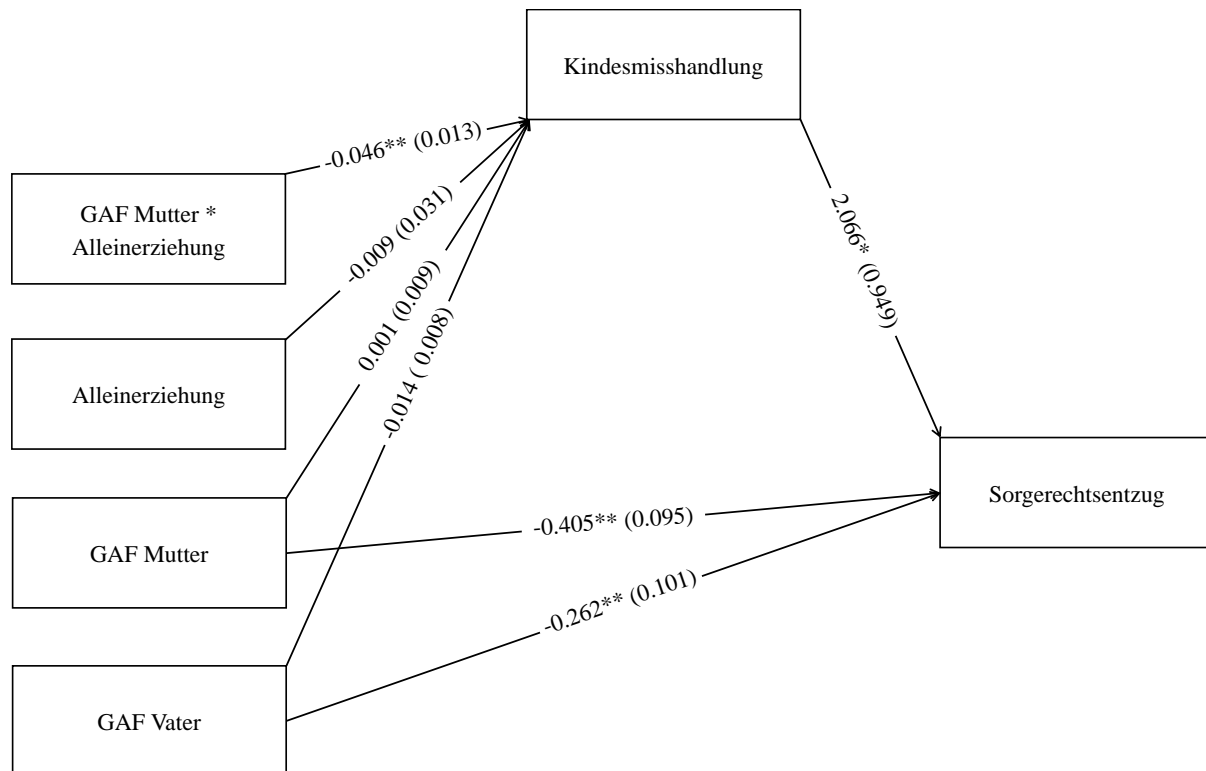 Kindesmisshandlung
-0.046** (0.013)
GAF Mutter *
Alleinerziehung
-0.009 (0.031)
2.066* (0.949)
0.001 (0.009)
-0.014 ( 0.008)
Alleinerziehung
Sorgerechtsentzug
-0.405** (0.095)
GAF Mutter
-0.262** (0.101)
GAF Vater